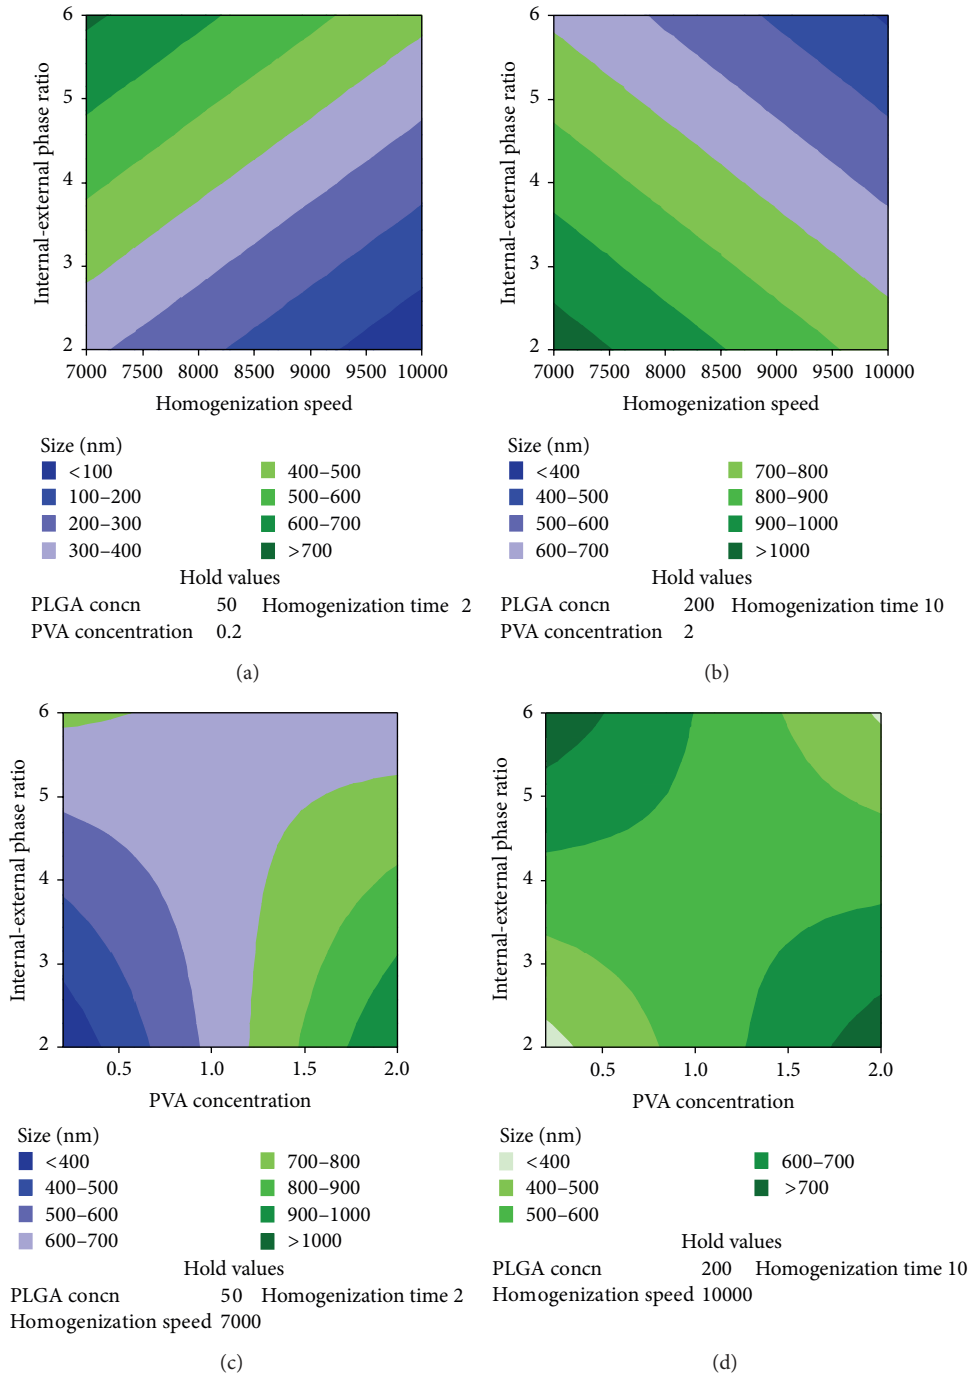 6
5
4
3
2
Internal-external phase ratio
7000 7500 8000 8500 9000 9500 10000
Homogenization speed
Size (nm)
<100 400–500
100–200 500–600
200–300 600–700
300–400 >700
Hold values
PLGA concn 50 Homogenization time 2
PVA concentration 0.2
(a)
6
5
4
3
2
Internal-external phase ratio
7000 7500 8000 8500 9000 9500 10000
Homogenization speed
Size (nm)
<400 700–800
400–500 800–900
500–600 900–1000
600–700 >1000
Hold values
PLGA concn 200 Homogenization time 10
PVA concentration 2
(b)
6
5
4
3
2
Internal-external phase ratio
0.5 1.0 1.5 2.0
PVA concentration
Size (nm)
<400 700–800
400–500 800–900
500–600 900–1000
600–700 >1000
Hold values
PLGA concn 50 Homogenization time 2
Homogenization speed 7000
(c)
6
5
4
3
2
Internal-external phase ratio
0.5 1.0 1.5 2.0
PVA concentration
Size (nm)
<400 600–700
400–500 >700
500–600
Hold values
PLGA concn 200 Homogenization time 10
Homogenization speed 10000
(d)